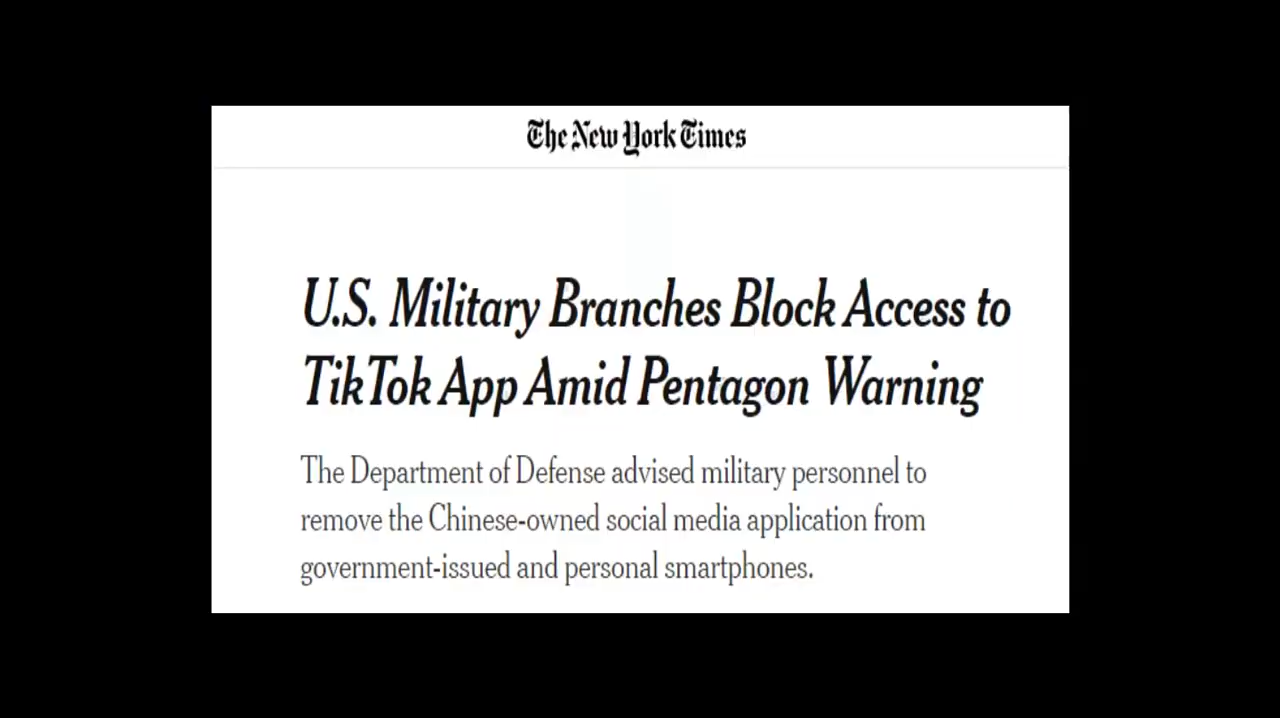 The New York Times
U.S. Military Branches Block Access to
TikTok App Amid Pentagon Warning
The Department of Defense advised military personnel to
remove the Chinese-owned social media application from
government-issued and personal smartphones.